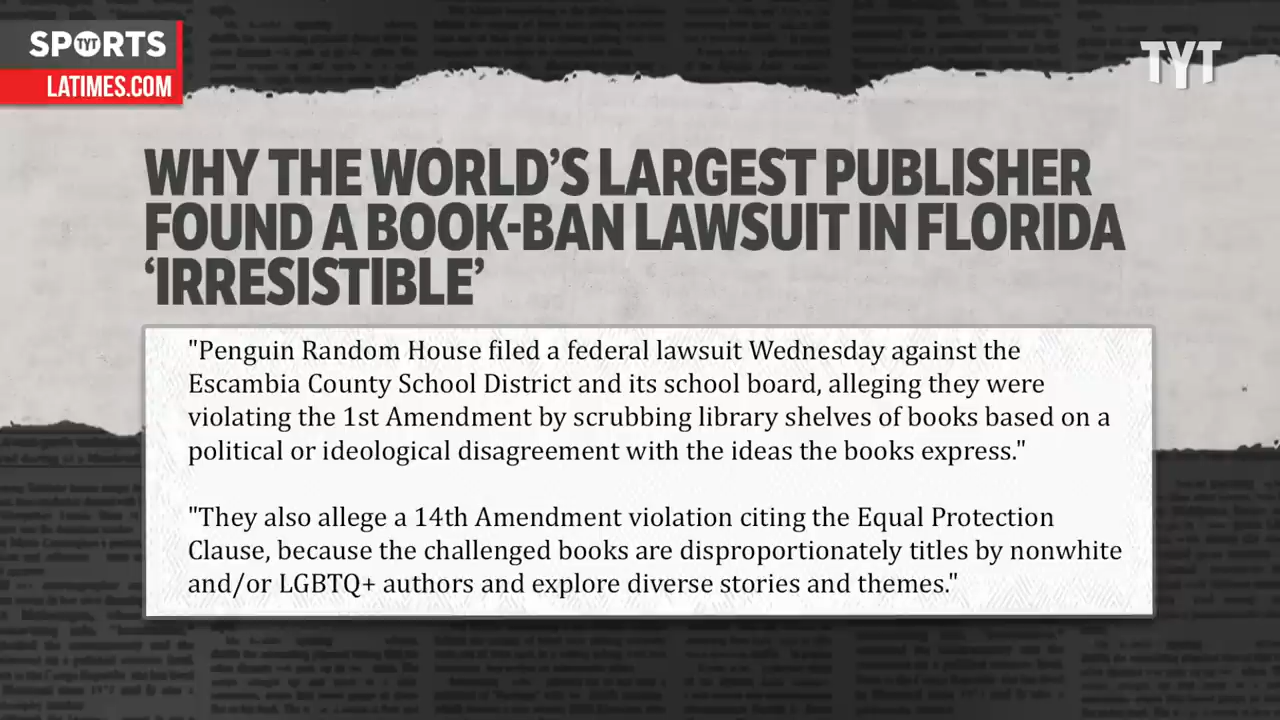 SPORTS
TYT
LATIMES.COM
TYT
WHY THE WORLD’S LARGEST PUBLISHER
FOUND A BOOK-BAN LAWSUIT IN FLORIDA
‘IRRESISTIBLE’
"Penguin Random House filed a federal lawsuit Wednesday against the
Escambia County School District and its school board, alleging they were
violating the 1st Amendment by scrubbing library shelves of books based on a
political or ideological disagreement with the ideas the books express."
"They also allege a 14th Amendment violation citing the Equal Protection
Clause, because the challenged books are disproportionately titles by nonwhite
and/or LGBTQ+ authors and explore diverse stories and themes."